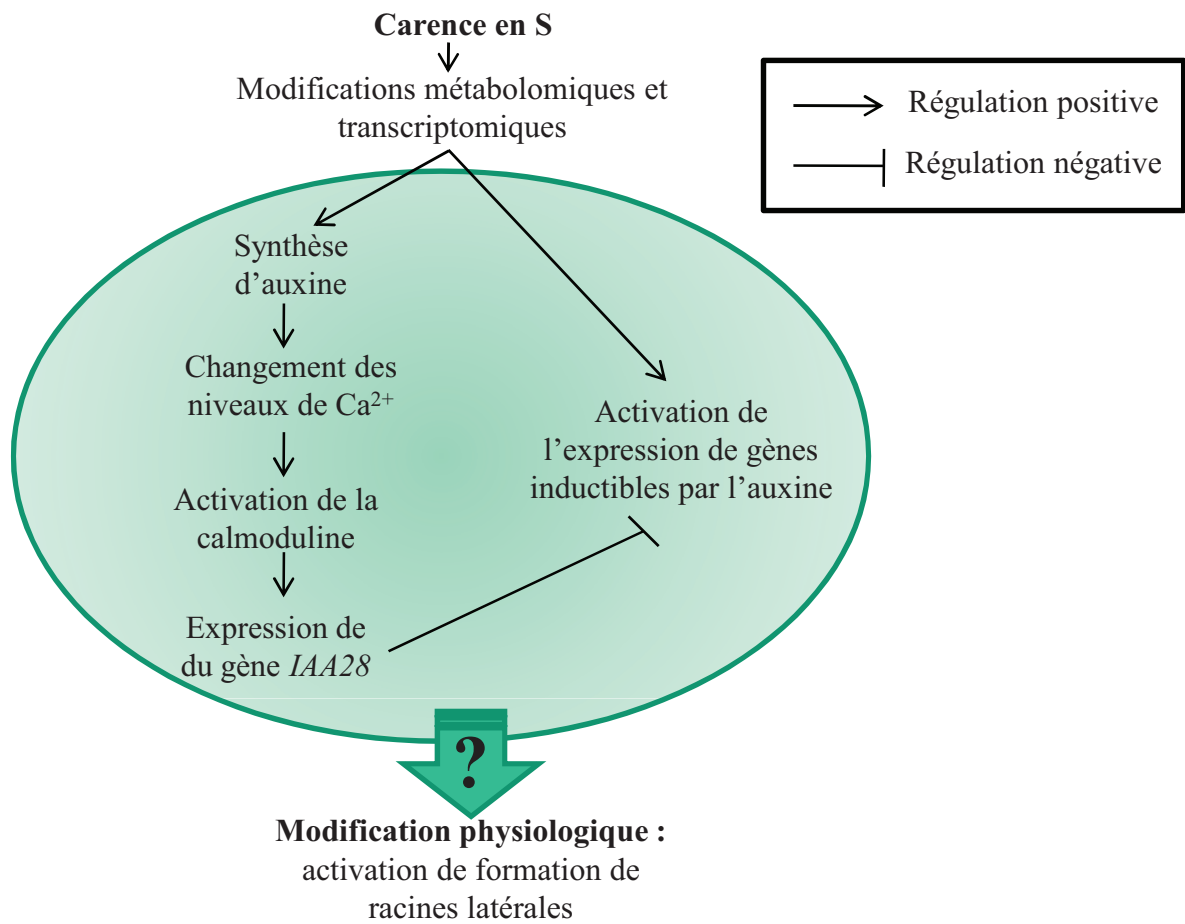 Carence en S
Modifications métabolomiques et
transcriptomiques
Régulation positive
Régulation négative
Synthèse
d’auxine
Changement des
niveaux de Ca²⁺
Activation de la
calmoduline
Expression de
du gène IAA28
Activation de
l’expression de gènes
inductibles par l’auxine
?
Modification physiologique :
activation de formation de
racines latérales